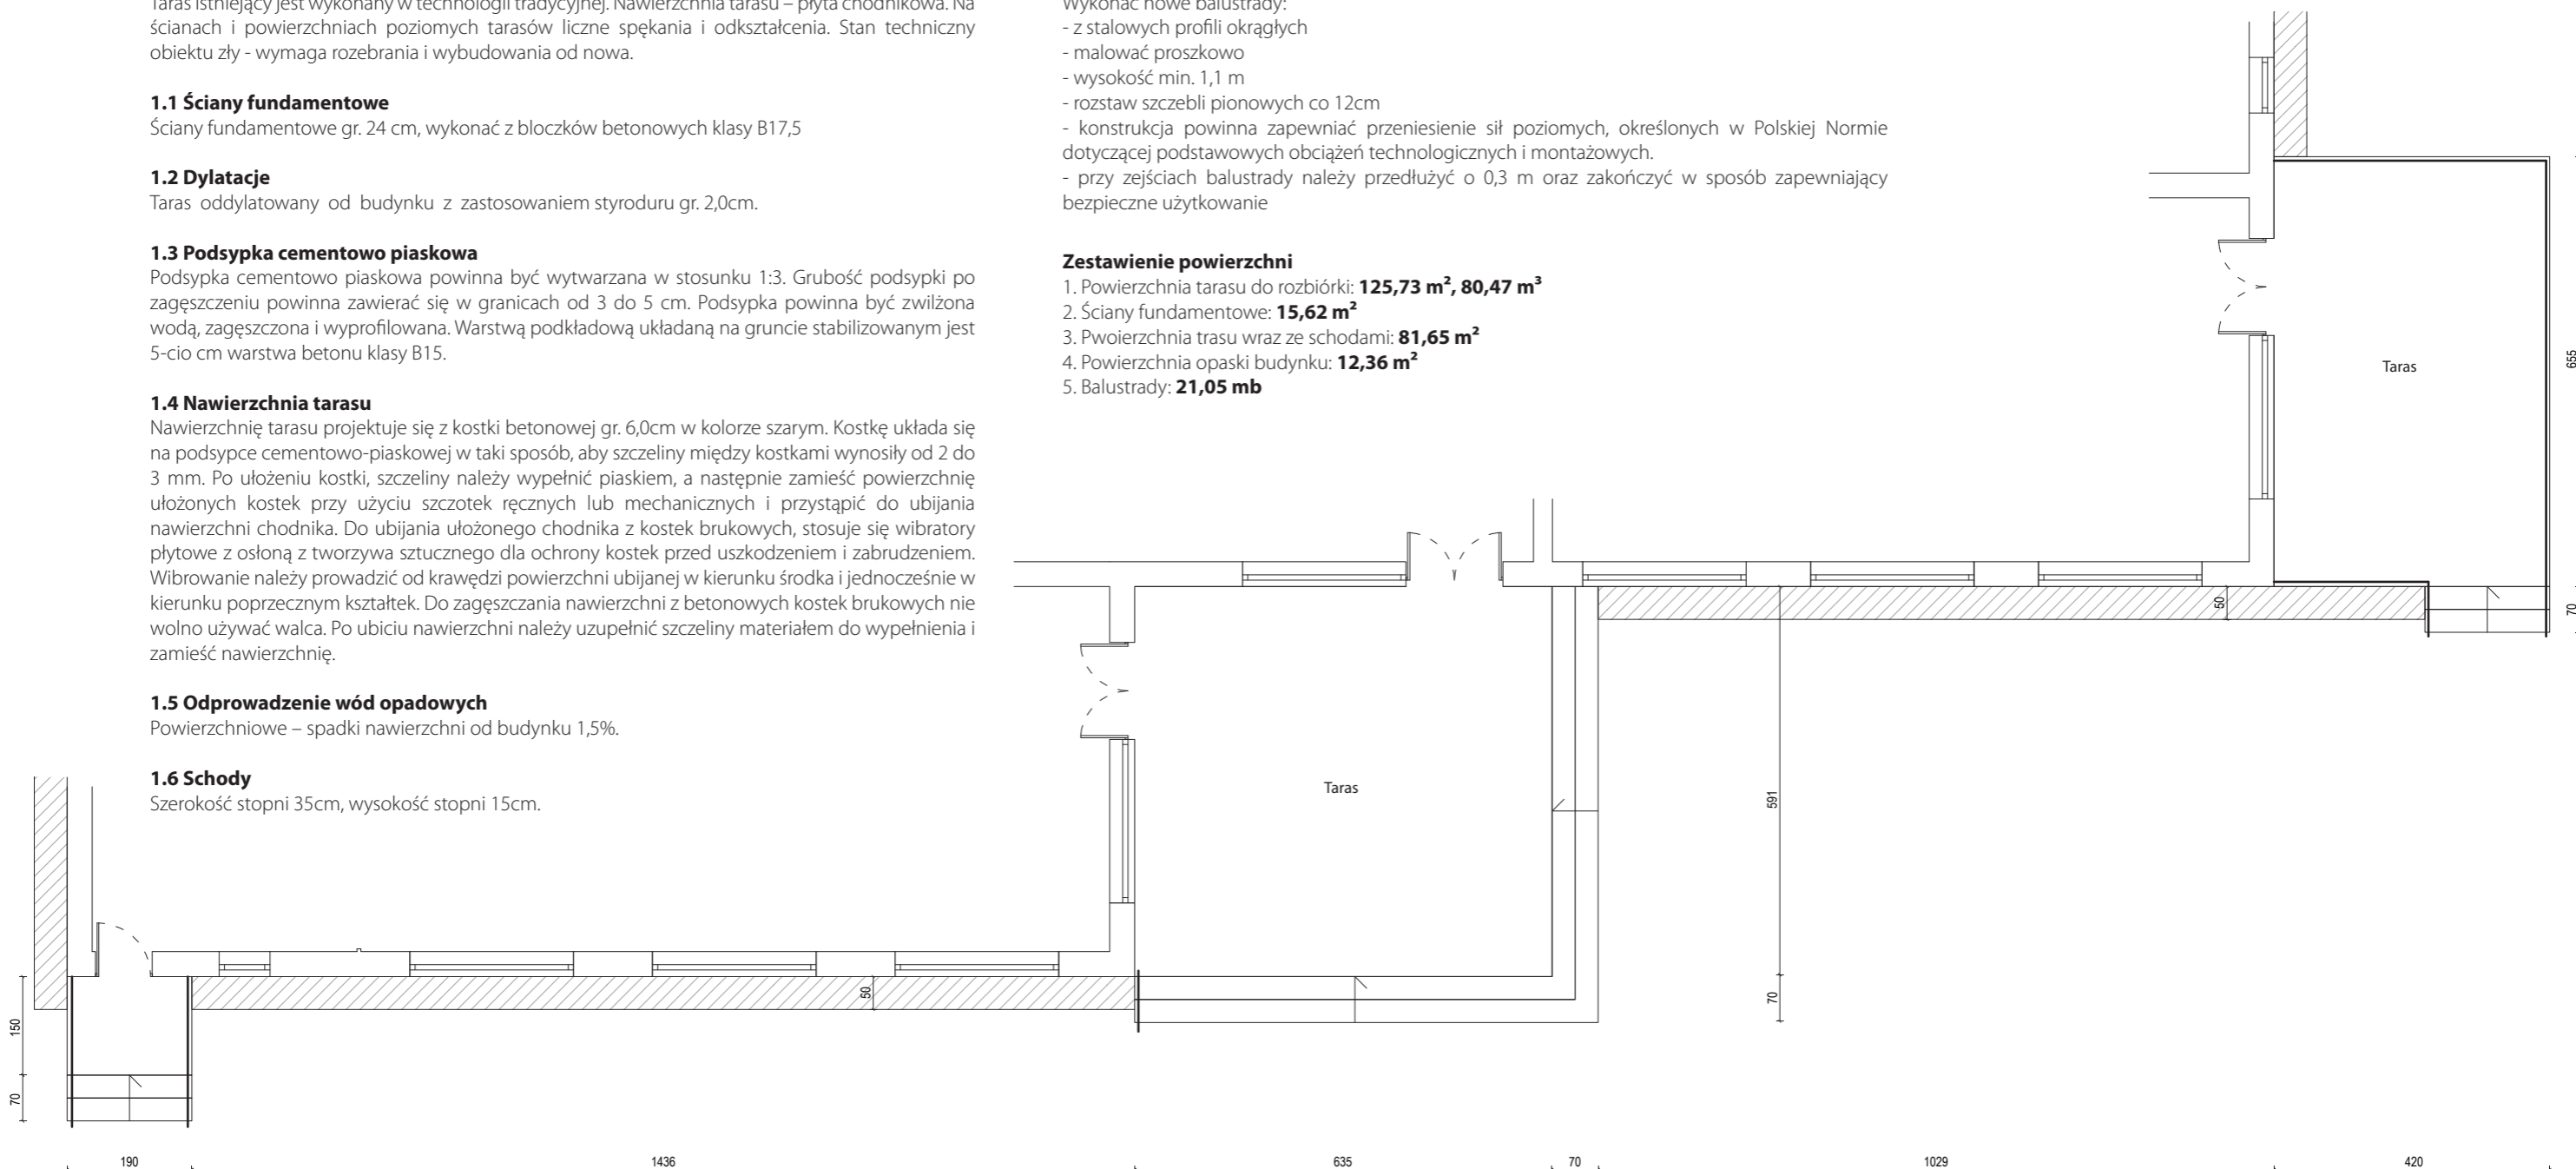 Taras istniejący jest wykonany w technologii tradycyjnej. Nawierzchnia tarasu – płyta chodnikowa. Na
ścianach i powierzchniach poziomych tarasów liczne spękania i odkształcenia. Stan techniczny
obiektu zły - wymaga rozebrania i wybudowania od nowa.
1.1 Ściany fundamentowe
Ściany fundamentowe gr. 24 cm, wykonać z bloczków betonowych klasy B17,5
1.2 Dylatacje
Taras oddylatowany od budynku z zastosowaniem styroduru gr. 2,0cm.
1.3 Podsypka cementowo piaskowa
Podsypka cementowo piaskowa powinna być wytwarzana w stosunku 1:3. Grubość podsypki po
zagęszczeniu powinna zawierać się w granicach od 3 do 5 cm. Podsypka powinna być zwilżona
wodą, zagęszczona i wyprofilowana. Warstwą podkładową układaną na gruncie stabilizowanym jest
5-cio cm warstwa betonu klasy B15.
1.4 Nawierzchnia tarasu
Nawierzchnię tarasu projektuje się z kostki betonowej gr. 6,0cm w kolorze szarym. Kostkę układa się
na podsypce cementowo-piaskowej w taki sposób, aby szczeliny między kostkami wynosiły od 2 do
3 mm. Po ułożeniu kostki, szczeliny należy wypełnić piaskiem, a następnie zamieść powierzchnię
ułożonych kostek przy użyciu szczotek ręcznych lub mechanicznych i przystąpić do ubijania
nawierzchni chodnika. Do ubijania ułożonego chodnika z kostek brukowych, stosuje się wibratory
płytowe z osłoną z tworzywa sztucznego dla ochrony kostek przed uszkodzeniem i zabrudzeniem.
Wibrowanie należy prowadzić od krawędzi powierzchni ubijanej w kierunku środka i jednocześnie w
kierunku poprzecznym kształtek. Do zagęszczania nawierzchni z betonowych kostek brukowych nie
wolno używać walca. Po ubiciu nawierzchni należy uzupełnić szczeliny materiałem do wypełnienia i
zamieść nawierzchnię.
1.5 Odprowadzenie wód opadowych
Powierzchniowe – spadki nawierzchni od budynku 1,5%.
1.6 Schody
Szerokość stopni 35cm, wysokość stopni 15cm.
Wykonać nowe balustrady:
- z stalowych profili okrągłych
- malować proszkowo
- wysokość min. 1,1 m
- rozstaw szczebli pionowych co 12cm
- konstrukcja powinna zapewniać przeniesienie sił poziomych, określonych w Polskiej Normie
dotyczącej podstawowych obciążeń technologicznych i montażowych.
- przy zejściach balustrady należy przedłużyć o 0,3 m oraz zakończyć w sposób zapewniający
bezpieczne użytkowanie
Zestawienie powierzchni
1. Powierzchnia tarasu do rozbiórki: 125,73 m², 80,47 m³
2. Ściany fundamentowe: 15,62 m²
3. Pwoierzchnia trasu wraz ze schodami: 81,65 m²
4. Powierzchnia opaski budynku: 12,36 m²
5. Balustrady: 21,05 mb
Taras
655
50
70
Taras
591
70
50
150
70
190
1436
635
70
1029
420